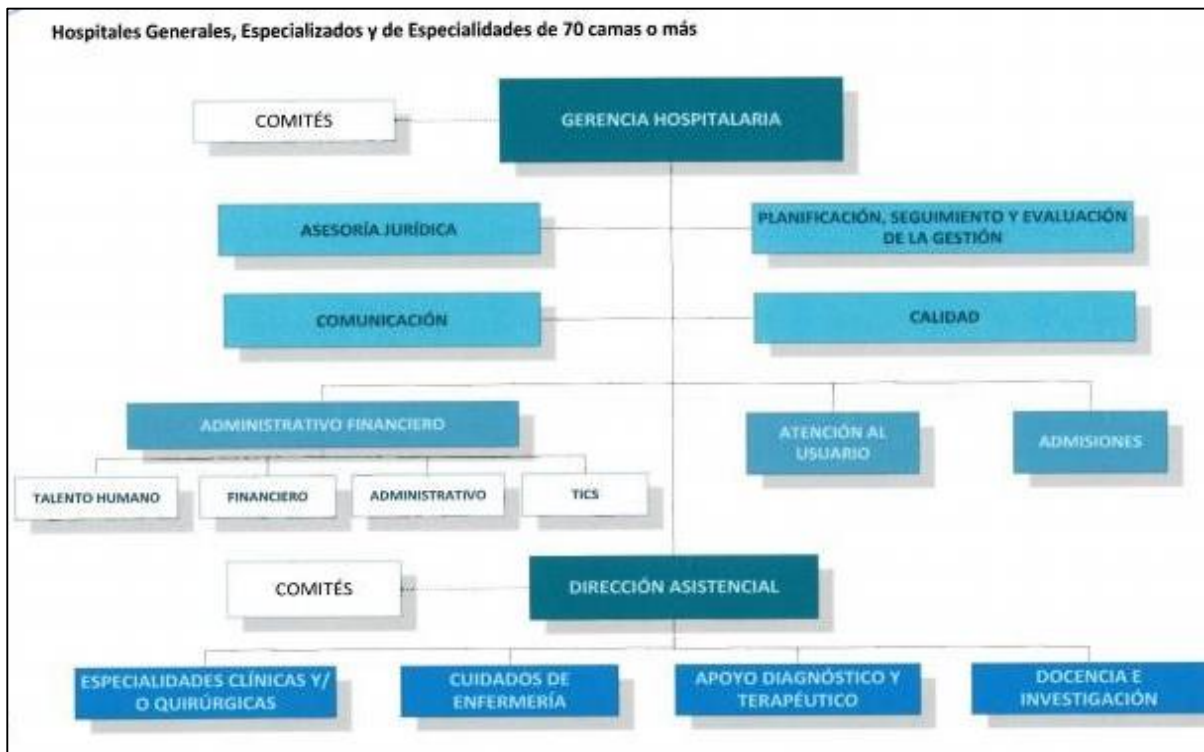 Hospitales Generales, Especializados y de Especialidades de 70 camas o más
COMITÉS
GERENCIA HOSPITALARIA
ASESORÍA JURÍDICA
PLANIFICACIÓN, SEGUIMIENTO Y EVALUACIÓN
DE LA GESTIÓN
COMUNICACIÓN
CALIDAD
ADMINISTRATIVO FINANCIERO
ATENCIÓN AL
USUARIO
ADMISIONES
TALENTO HUMANO
FINANCIERO
ADMINISTRATIVO
TICS
COMITÉS
DIRECCIÓN ASISTENCIAL
ESPECIALIDADES CLÍNICAS Y/
O QUIRÚRGICAS
CUIDADOS DE
ENFERMERÍA
APOYO DIAGNÓSTICO Y
TERAPÉUTICO
DOCENCIA E
INVESTIGACIÓN